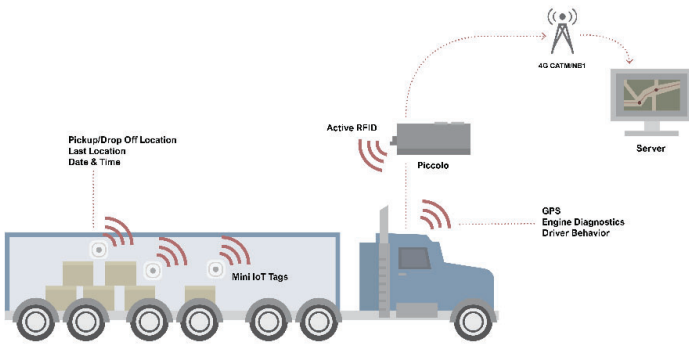 4G CATM/NB1
Server
Active RFID
Piccolo
Pickup/Drop Off Location
Last Location
Date & Time
GPS
Engine Diagnostics
Driver Behavior
Mini IoT Tags